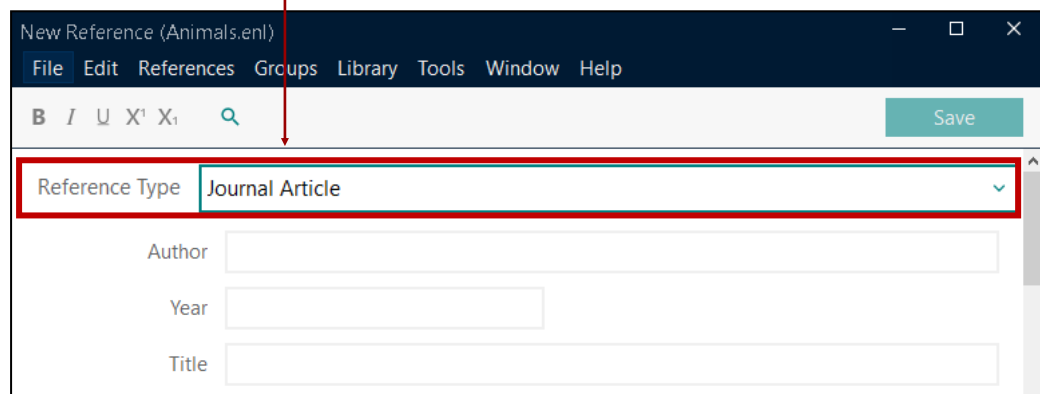 New Reference (Animals.enl)
File Edit References Groups Library Tools Window Help
B I U X¹ X₁ Save
Reference Type Journal Article
Author
Year
Title